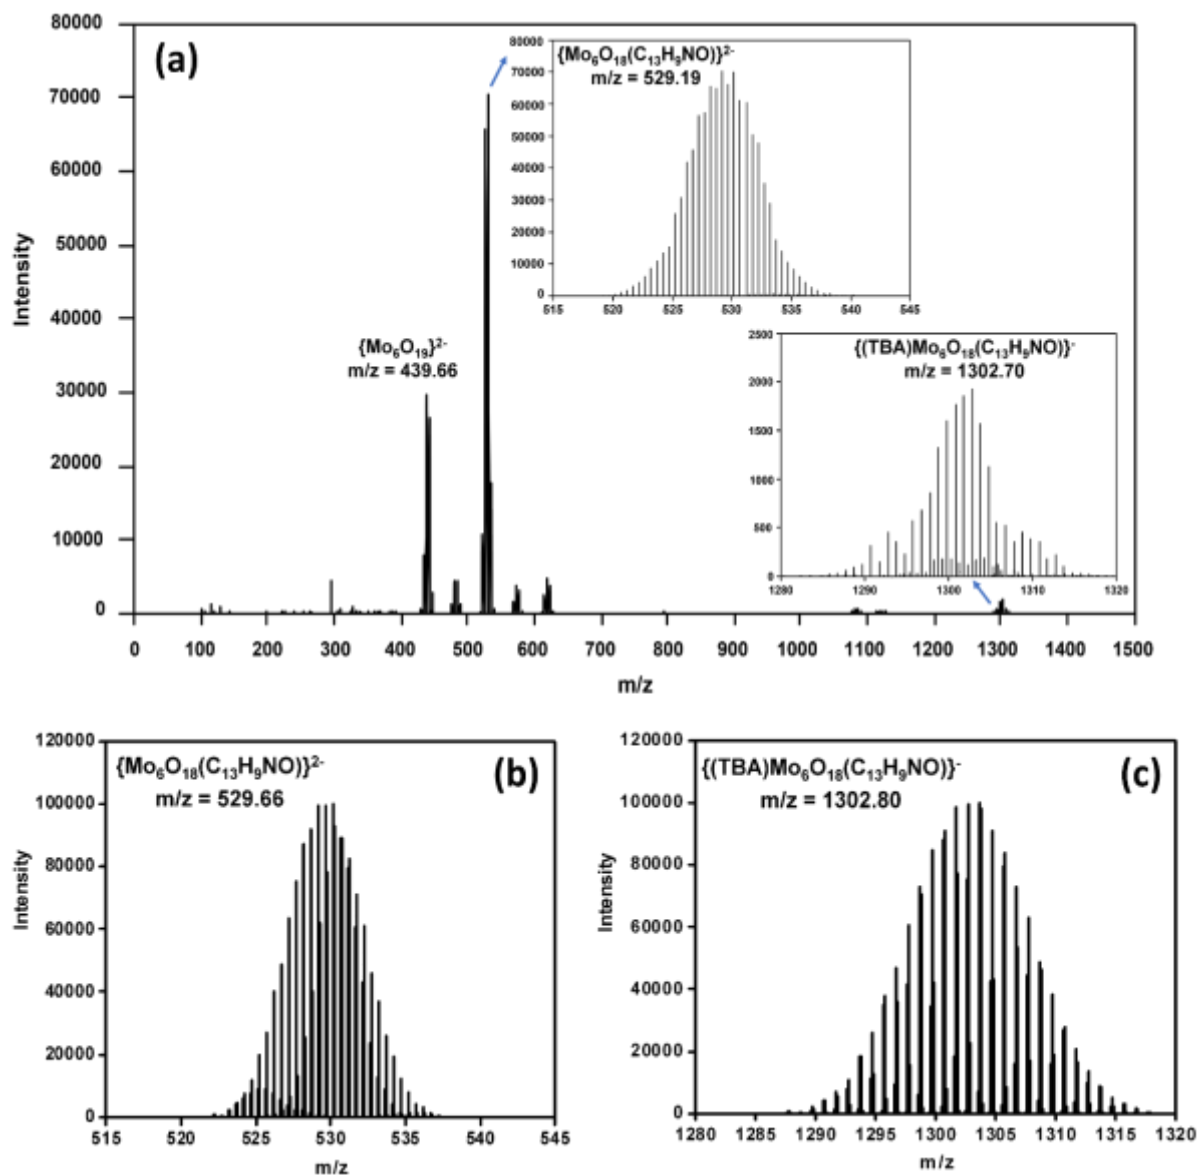 (a)
80000
70000
60000
50000
40000
30000
20000
10000
0
Intensity
0 100 200 300 400 500 600 700 800 900 1000 1100 1200 1300 1400 1500
m/z
{Mo₆O₁₉}²⁻
m/z = 439.66
{Mo₆O₁₈(C₁₃H₉NO)}²⁻
m/z = 529.19
80000
70000
60000
50000
40000
30000
20000
10000
0
515 520 525 530 535 540 545
{(TBA)Mo₆O₁₈(C₁₃H₉NO)}⁻
m/z = 1302.70
2500
2000
1500
1000
500
0
1280 1290 1300 1310 1320
{Mo₆O₁₈(C₁₃H₉NO)}²⁻
m/z = 529.66
(b)
120000
100000
80000
60000
40000
20000
0
Intensity
515 520 525 530 535 540 545
m/z
{(TBA)Mo₆O₁₈(C₁₃H₉NO)}⁻
m/z = 1302.80
(c)
120000
100000
80000
60000
40000
20000
0
Intensity
1280 1285 1290 1295 1300 1305 1310 1315 1320
m/z